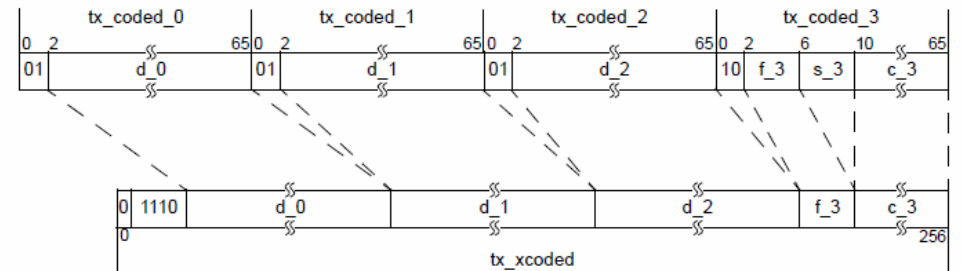 tx_coded_0 tx_coded_1 tx_coded_2 tx_coded_3
0 2 65 0 2 65 0 2 65 0 2 6 10 65
01 d_0 01 d_1 01 d_2 10 f_3 s_3 c_3
0 1110 d_0 d_1 d_2 f_3 c_3
0 256
tx_xcoded